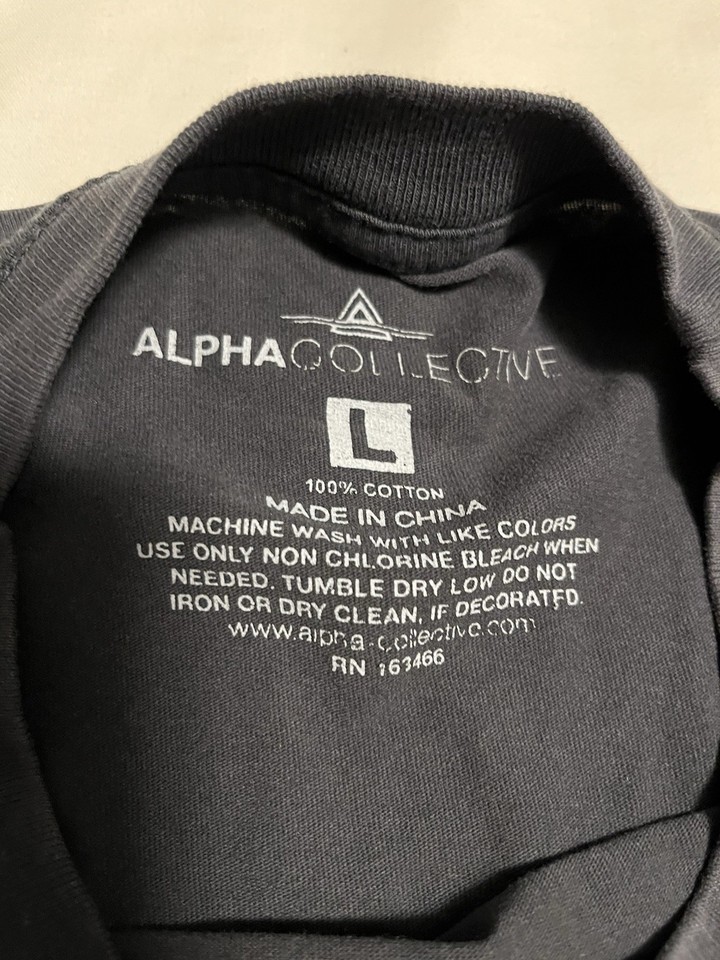 ALPHACOLLECTIVE
L
100% COTTON
MADE IN CHINA
MACHINE WASH WITH LIKE COLORS
USE ONLY NON CHLORINE BLEACH WHEN
NEEDED. TUMBLE DRY LOW DO NOT
IRON OR DRY CLEAN, IF DECORATED.
www.alpha-collective.com
RN 163466